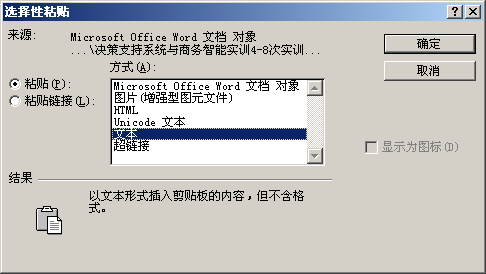 选择性粘贴
来源: Microsoft Office Word 文档 对象
...\决策支持系统与商务智能实训4-8次实训...
确定
取消
方式(A):
粘贴(P):
粘贴链接(L):
Microsoft Office Word 文档 对象
图片(增强型图元文件)
HTML
Unicode 文本
文本
超链接
显示为图标(D)
结果
以文本形式插入剪贴板的内容，但不含格
式。